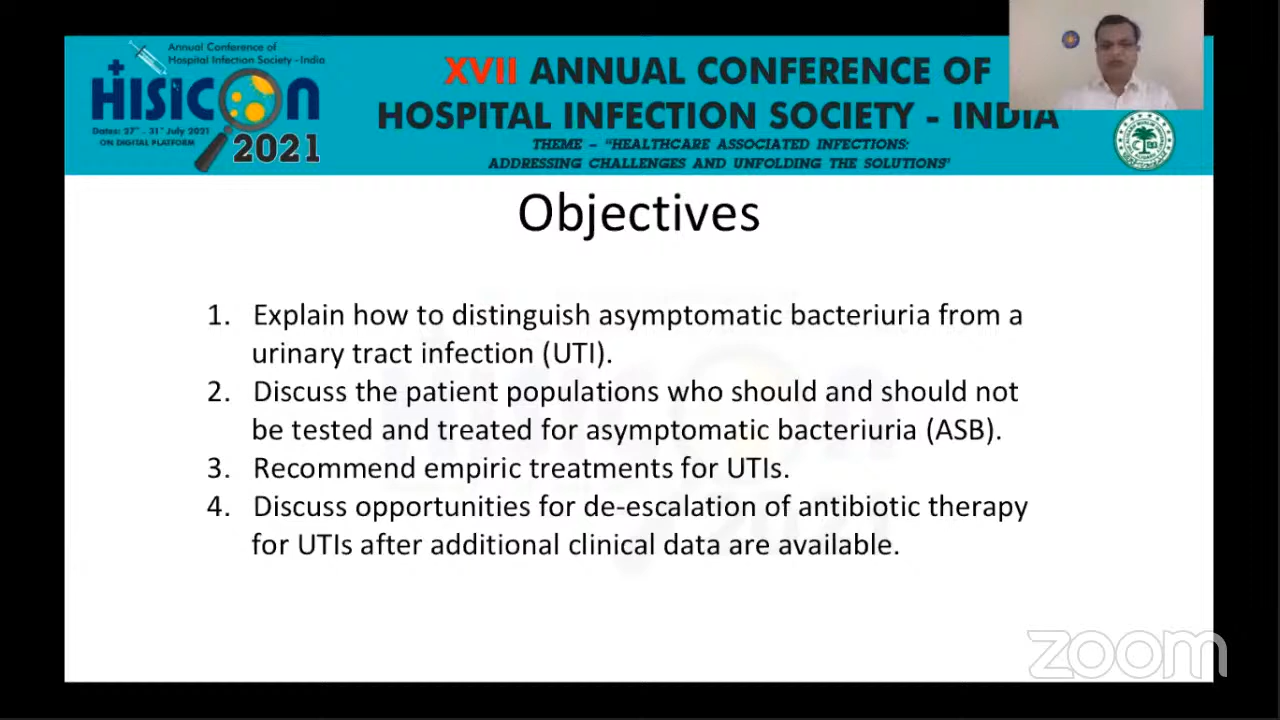 Annual Conference of
Hospital Infection Society -India
HISICON
Dates: 27th - 31st July 2021
ON DIGITAL PLATFORM
2021
XVII ANNUAL CONFERENCE OF
HOSPITAL INFECTION SOCIETY - INDIA
THEME - "HEALTHCARE ASSOCIATED INFECTIONS:
ADDRESSING CHALLENGES AND UNFOLDING THE SOLUTIONS"
Objectives
1. Explain how to distinguish asymptomatic bacteriuria from a
urinary tract infection (UTI).
2. Discuss the patient populations who should and should not
be tested and treated for asymptomatic bacteriuria (ASB).
3. Recommend empiric treatments for UTIs.
4. Discuss opportunities for de-escalation of antibiotic therapy
for UTIs after additional clinical data are available.
zoom